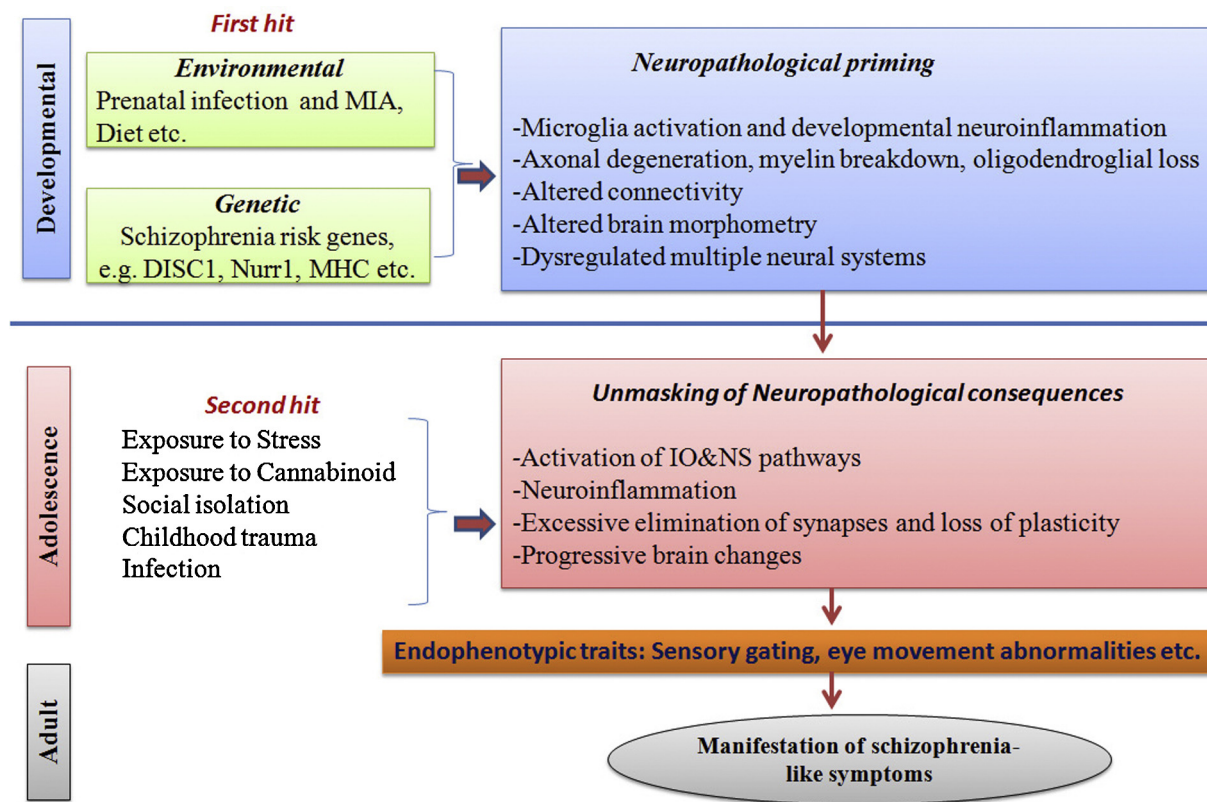 Developmental
First hit
Environmental
Prenatal infection and MIA,
Diet etc.
Genetic
Schizophrenia risk genes,
e.g. DISC1, Nurr1, MHC etc.
Neuropathological priming
-Microglia activation and developmental neuroinflammation
-Axonal degeneration, myelin breakdown, oligodendroglial loss
-Altered connectivity
-Altered brain morphometry
-Dysregulated multiple neural systems
Adolescence
Second hit
Exposure to Stress
Exposure to Cannabinoid
Social isolation
Childhood trauma
Infection
Unmasking of Neuropathological consequences
-Activation of IO&NS pathways
-Neuroinflammation
-Excessive elimination of synapses and loss of plasticity
-Progressive brain changes
Endophenotypic traits: Sensory gating, eye movement abnormalities etc.
Adult
Manifestation of schizophrenia-
like symptoms